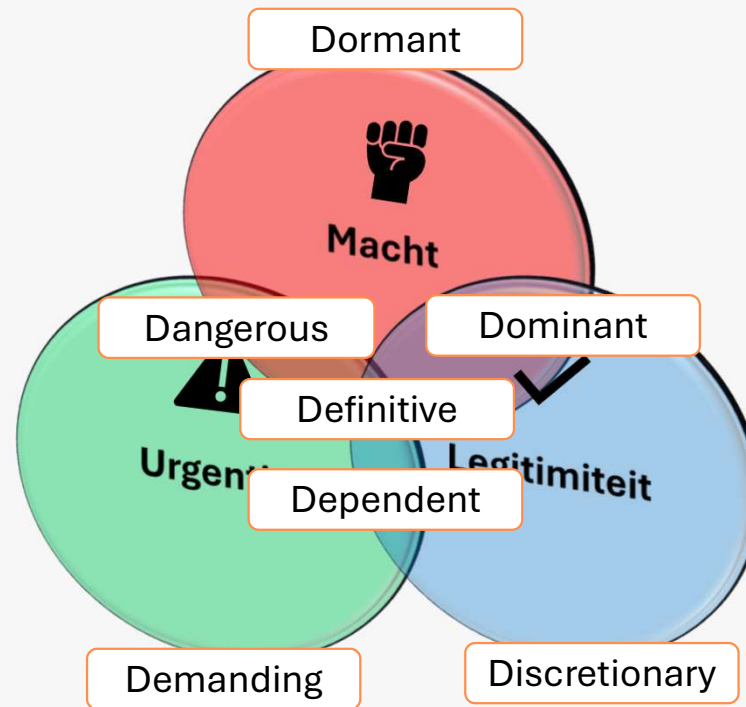 Dormant
Macht
Dangerous
Dominant
Definitive
Legitimiteit
Dependent
Demanding
Discretionary